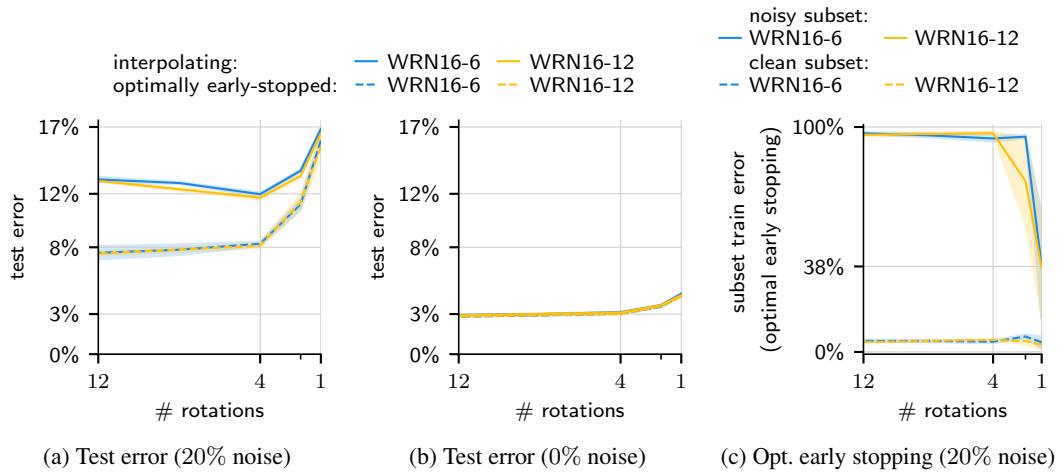 interpolating: WRN16-6 WRN16-12
optimally early-stopped: WRN16-6 WRN16-12
noisy subset:
WRN16-6 WRN16-12
clean subset:
WRN16-6 WRN16-12
17%
12%
8%
3%
0%
test error
12 4 1
# rotations
(a) Test error (20% noise)
17%
12%
8%
3%
0%
test error
12 4 1
# rotations
(b) Test error (0% noise)
100%
38%
0%
subset train error
(optimal early stopping)
12 4 1
# rotations
(c) Opt. early stopping (20% noise)